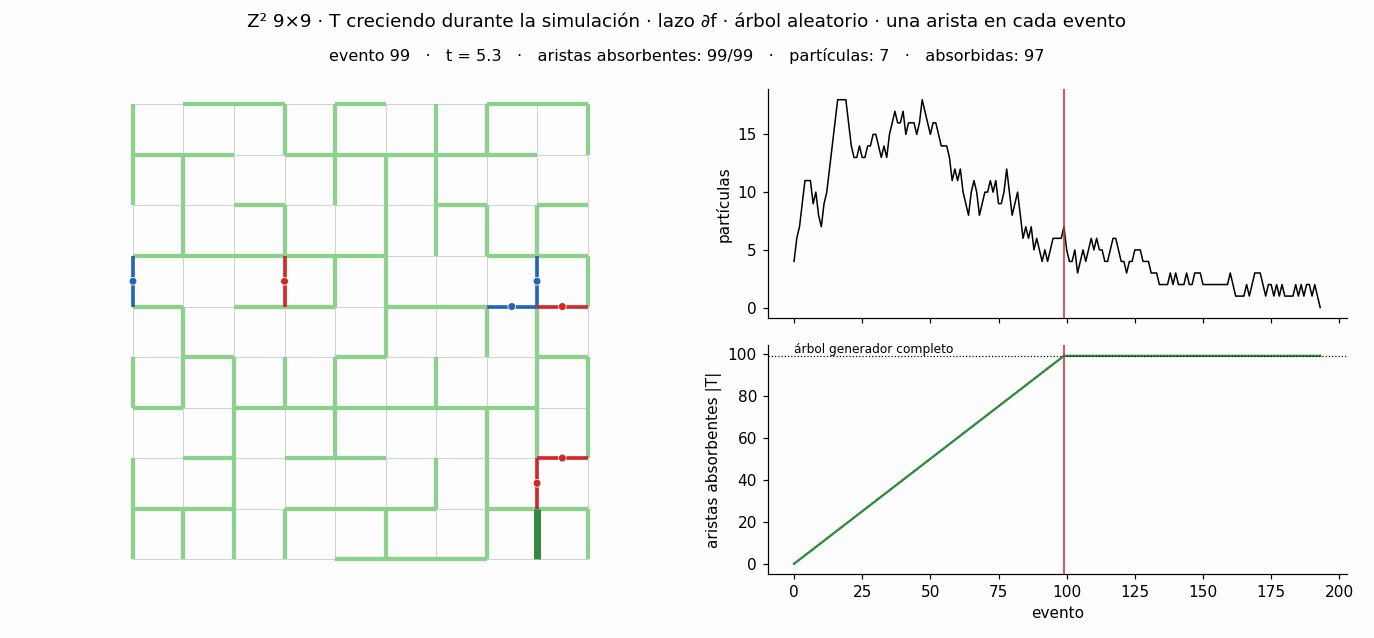 Z² 9×9 · T creciendo durante la simulación · lazo ∂f · árbol aleatorio · una arista en cada evento
evento 99 · t = 5.3 · aristas absorbentes: 99/99 · partículas: 7 · absorbidas: 97
15
10
5
0
partículas
árbol generador completo
100
80
60
40
20
0
aristas absorbentes |T|
0 25 50 75 100 125 150 175 200
evento